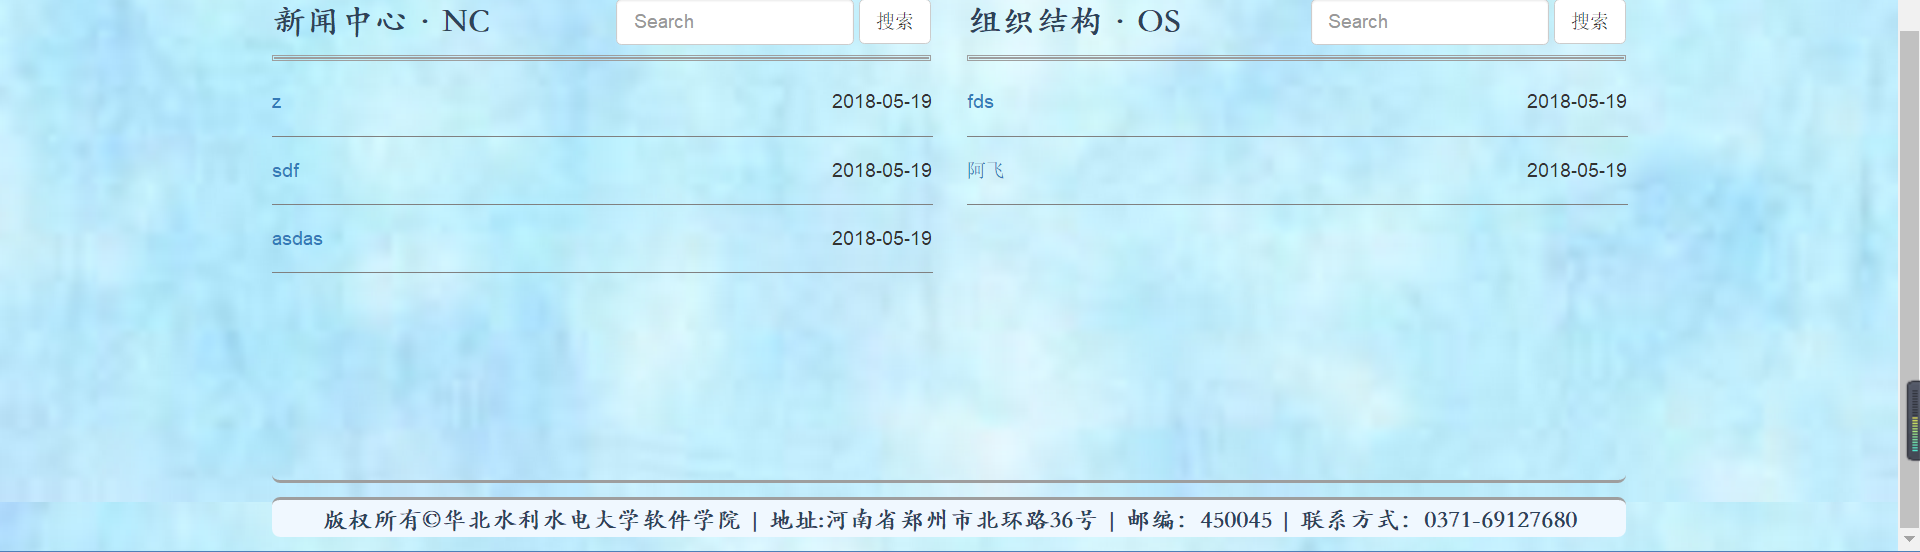 新闻中心 · NC
Search
搜索
z 2018-05-19
sdf 2018-05-19
asdas 2018-05-19
组织结构 · OS
Search
搜索
fds 2018-05-19
阿飞 2018-05-19
版权所有©华北水利水电大学软件学院 | 地址:河南省郑州市北环路36号 | 邮编：450045 | 联系方式：0371-69127680